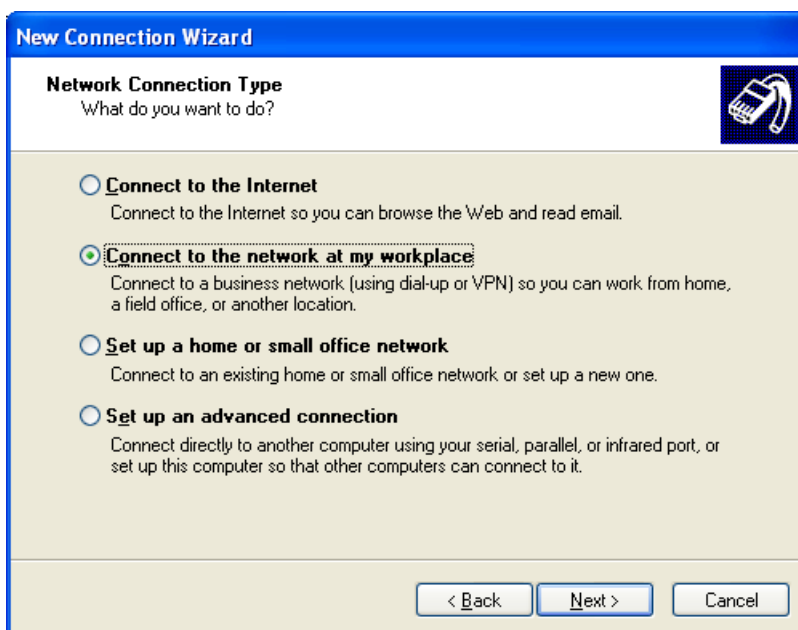 New Connection Wizard
Network Connection Type
What do you want to do?
Connect to the Internet
Connect to the Internet so you can browse the Web and read email.
Connect to the network at my workplace
Connect to a business network (using dial-up or VPN) so you can work from home,
a field office, or another location.
Set up a home or small office network
Connect to an existing home or small office network or set up a new one.
Set up an advanced connection
Connect directly to another computer using your serial, parallel, or infrared port, or
set up this computer so that other computers can connect to it.
< Back Next > Cancel